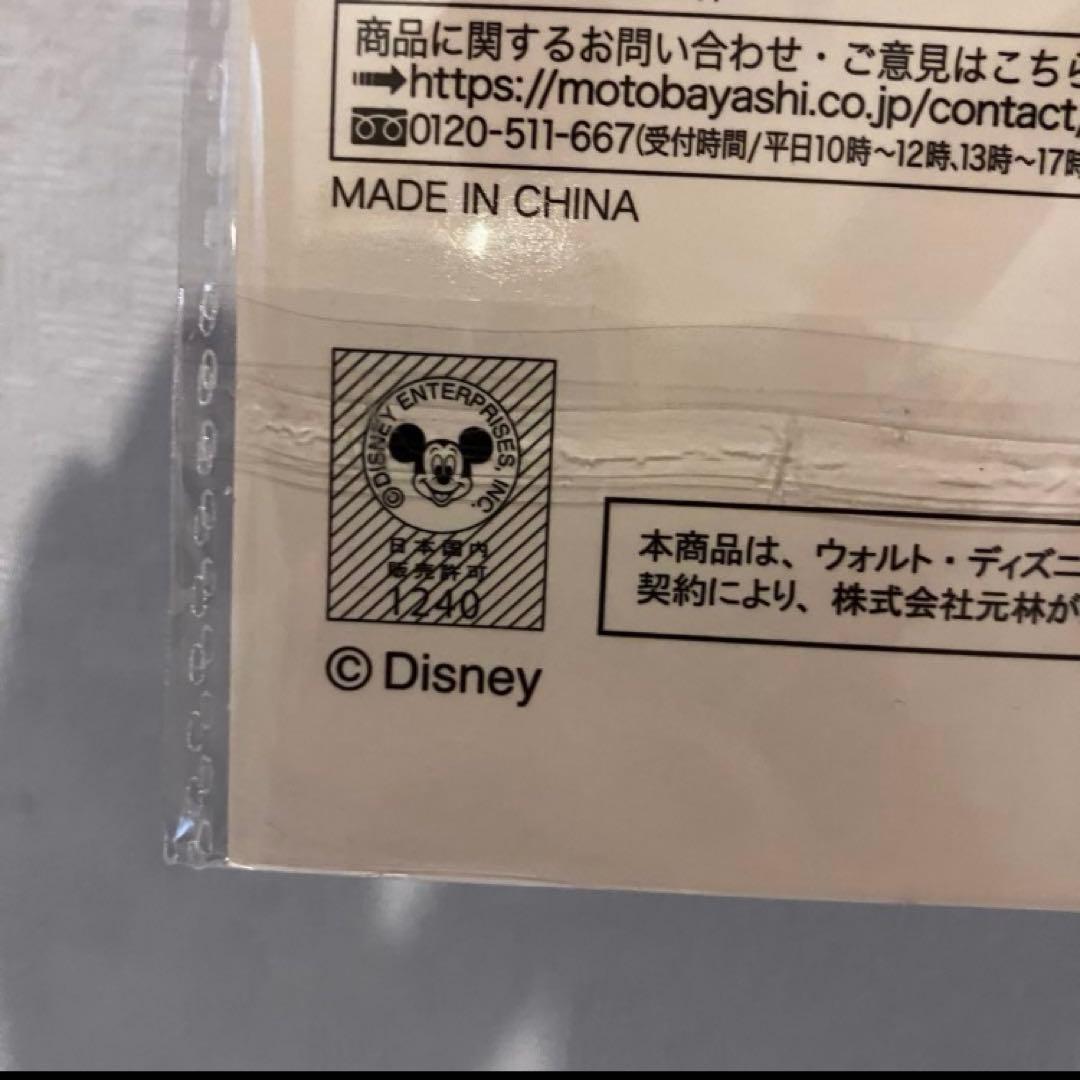 商品に関するお問い合わせ・ご意見はこちら
➡https://motobayashi.co.jp/contact/
0120-511-667(受付時間/平日10時〜12時、13時〜17時
MADE IN CHINA
©DISNEY ENTERPRISES, INC.
日本国内
販売許可
1240
本商品は、ウォルト・ディズニ
契約により、株式会社元林が
© Disney